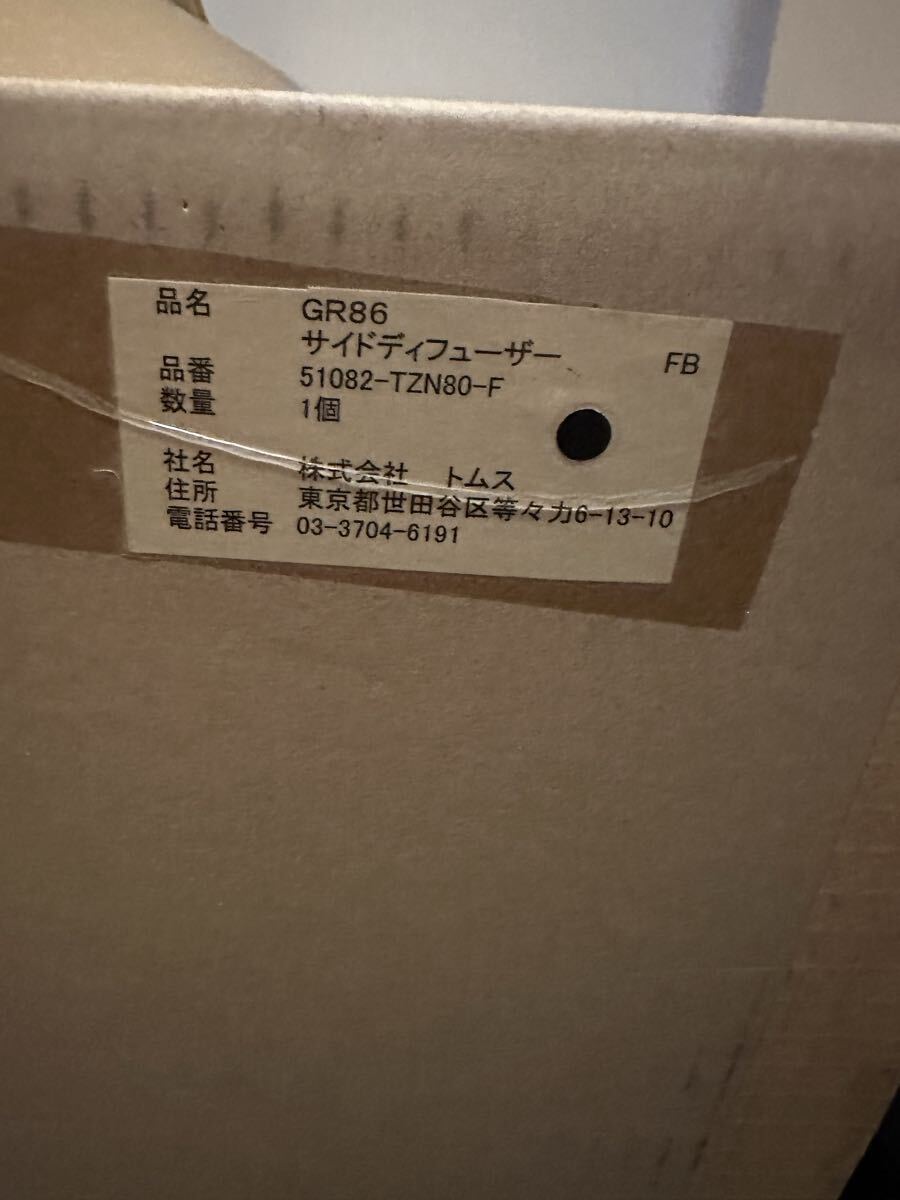 品名 GR86
サイドディフューザー FB
品番 51082-TZN80-F
数量 1個
社名 株式会社 トムス
住所 東京都世田谷区等々力6-13-10
電話番号 03-3704-6191